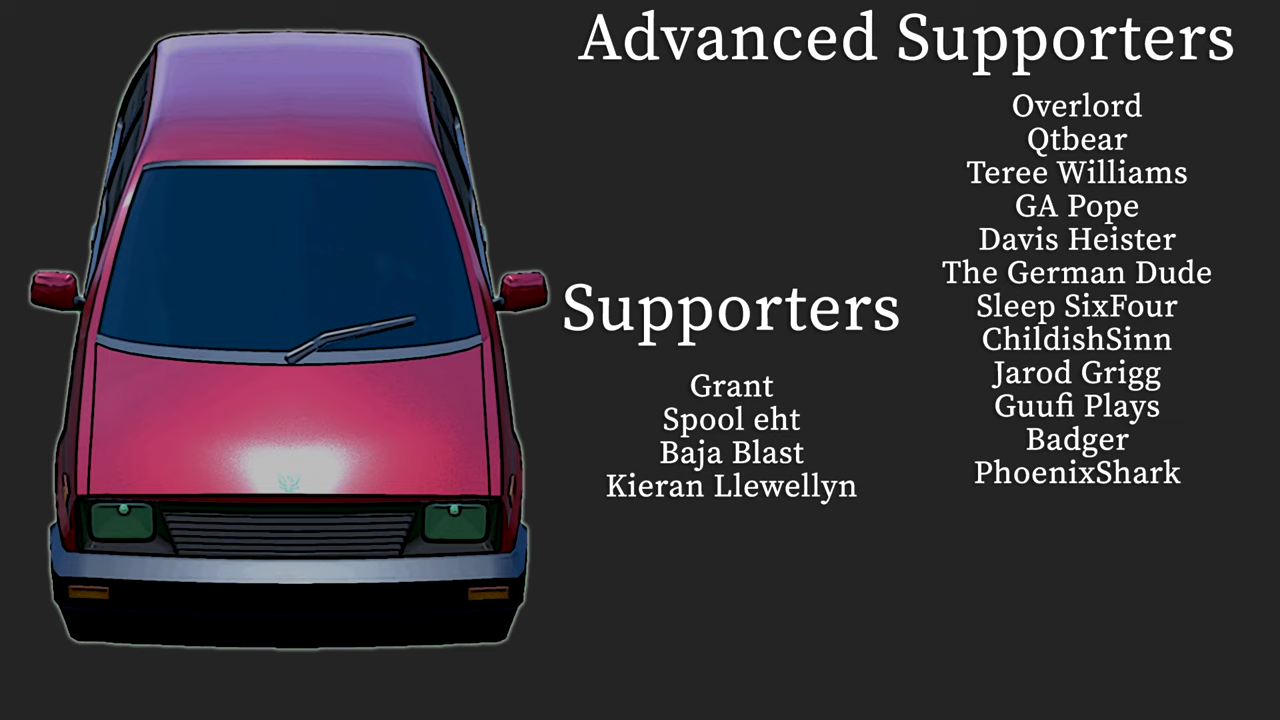 Advanced Supporters
Overlord
Qtbear
Teree Williams
GA Pope
Davis Heister
The German Dude
Sleep SixFour
ChildishSinn
Jarod Grigg
Guufi Plays
Badger
PhoenixShark
Supporters
Grant
Spool eht
Baja Blast
Kieran Llewellyn